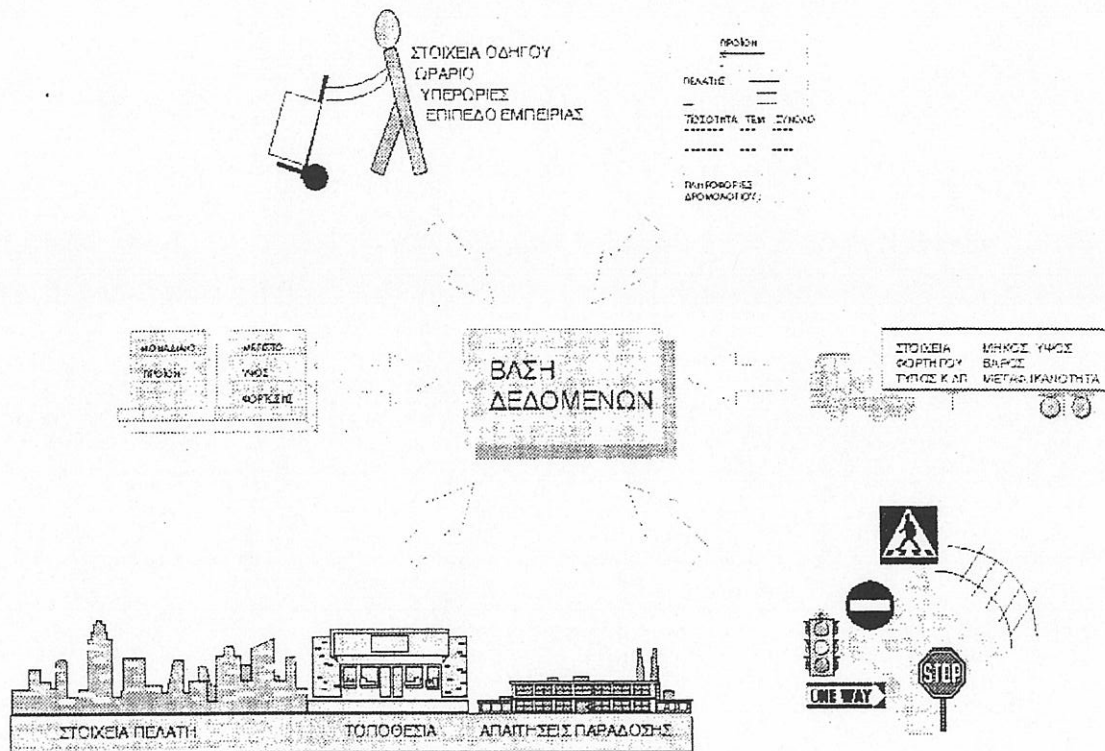 ΣΤΟΙΧΕΙΑ ΟΔΗΓΟΥ
ΩΡΑΡΙΟ
ΥΠΕΡΩΡΙΕΣ
ΕΠΙΠΕΔΟ ΕΜΠΕΙΡΙΑΣ
ΠΡΟΪΟΝ
ΠΕΛΑΤΗΣ
ΠΟΣΟΤΗΤΑ ΤΕΜ ΣΥΝΟΛΟ
ΠΛΗΡΟΦΟΡΙΕΣ
ΔΡΟΜΟΛΟΓΙΟΥ
ΜΟΝΑΔΙΑΙΟ
ΠΡΟΪΟΝ
ΜΕΓΙΣΤΟ
ΥΨΟΣ
ΦΟΡΤΩΣΗΣ
ΒΑΣΗ
ΔΕΔΟΜΕΝΩΝ
ΣΤΟΙΧΕΙΑ ΜΗΚΟΣ, ΥΨΟΣ
ΦΟΡΤΗΓΟΥ ΒΑΡΟΣ
ΤΥΠΟΣ Κ.ΛΠ. ΜΕΤΑΦ.ΙΚΑΝΟΤΗΤΑ
STOP
ONE WAY
ΣΤΟΙΧΕΙΑ ΠΕΛΑΤΗ
ΤΟΠΟΘΕΣΙΑ
ΑΠΑΙΤΗΣΕΙΣ ΠΑΡΑΔΟΣΗΣ